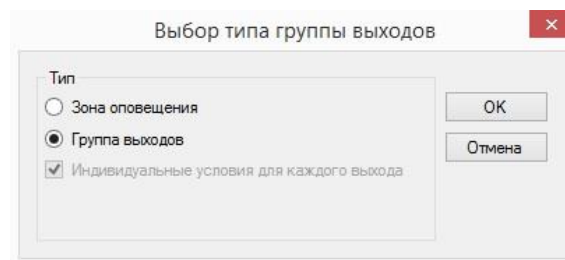 Выбор типа группы выходов
Тип
Зона оповещения
Группа выходов
Индивидуальные условия для каждого выхода
OK
Отмена